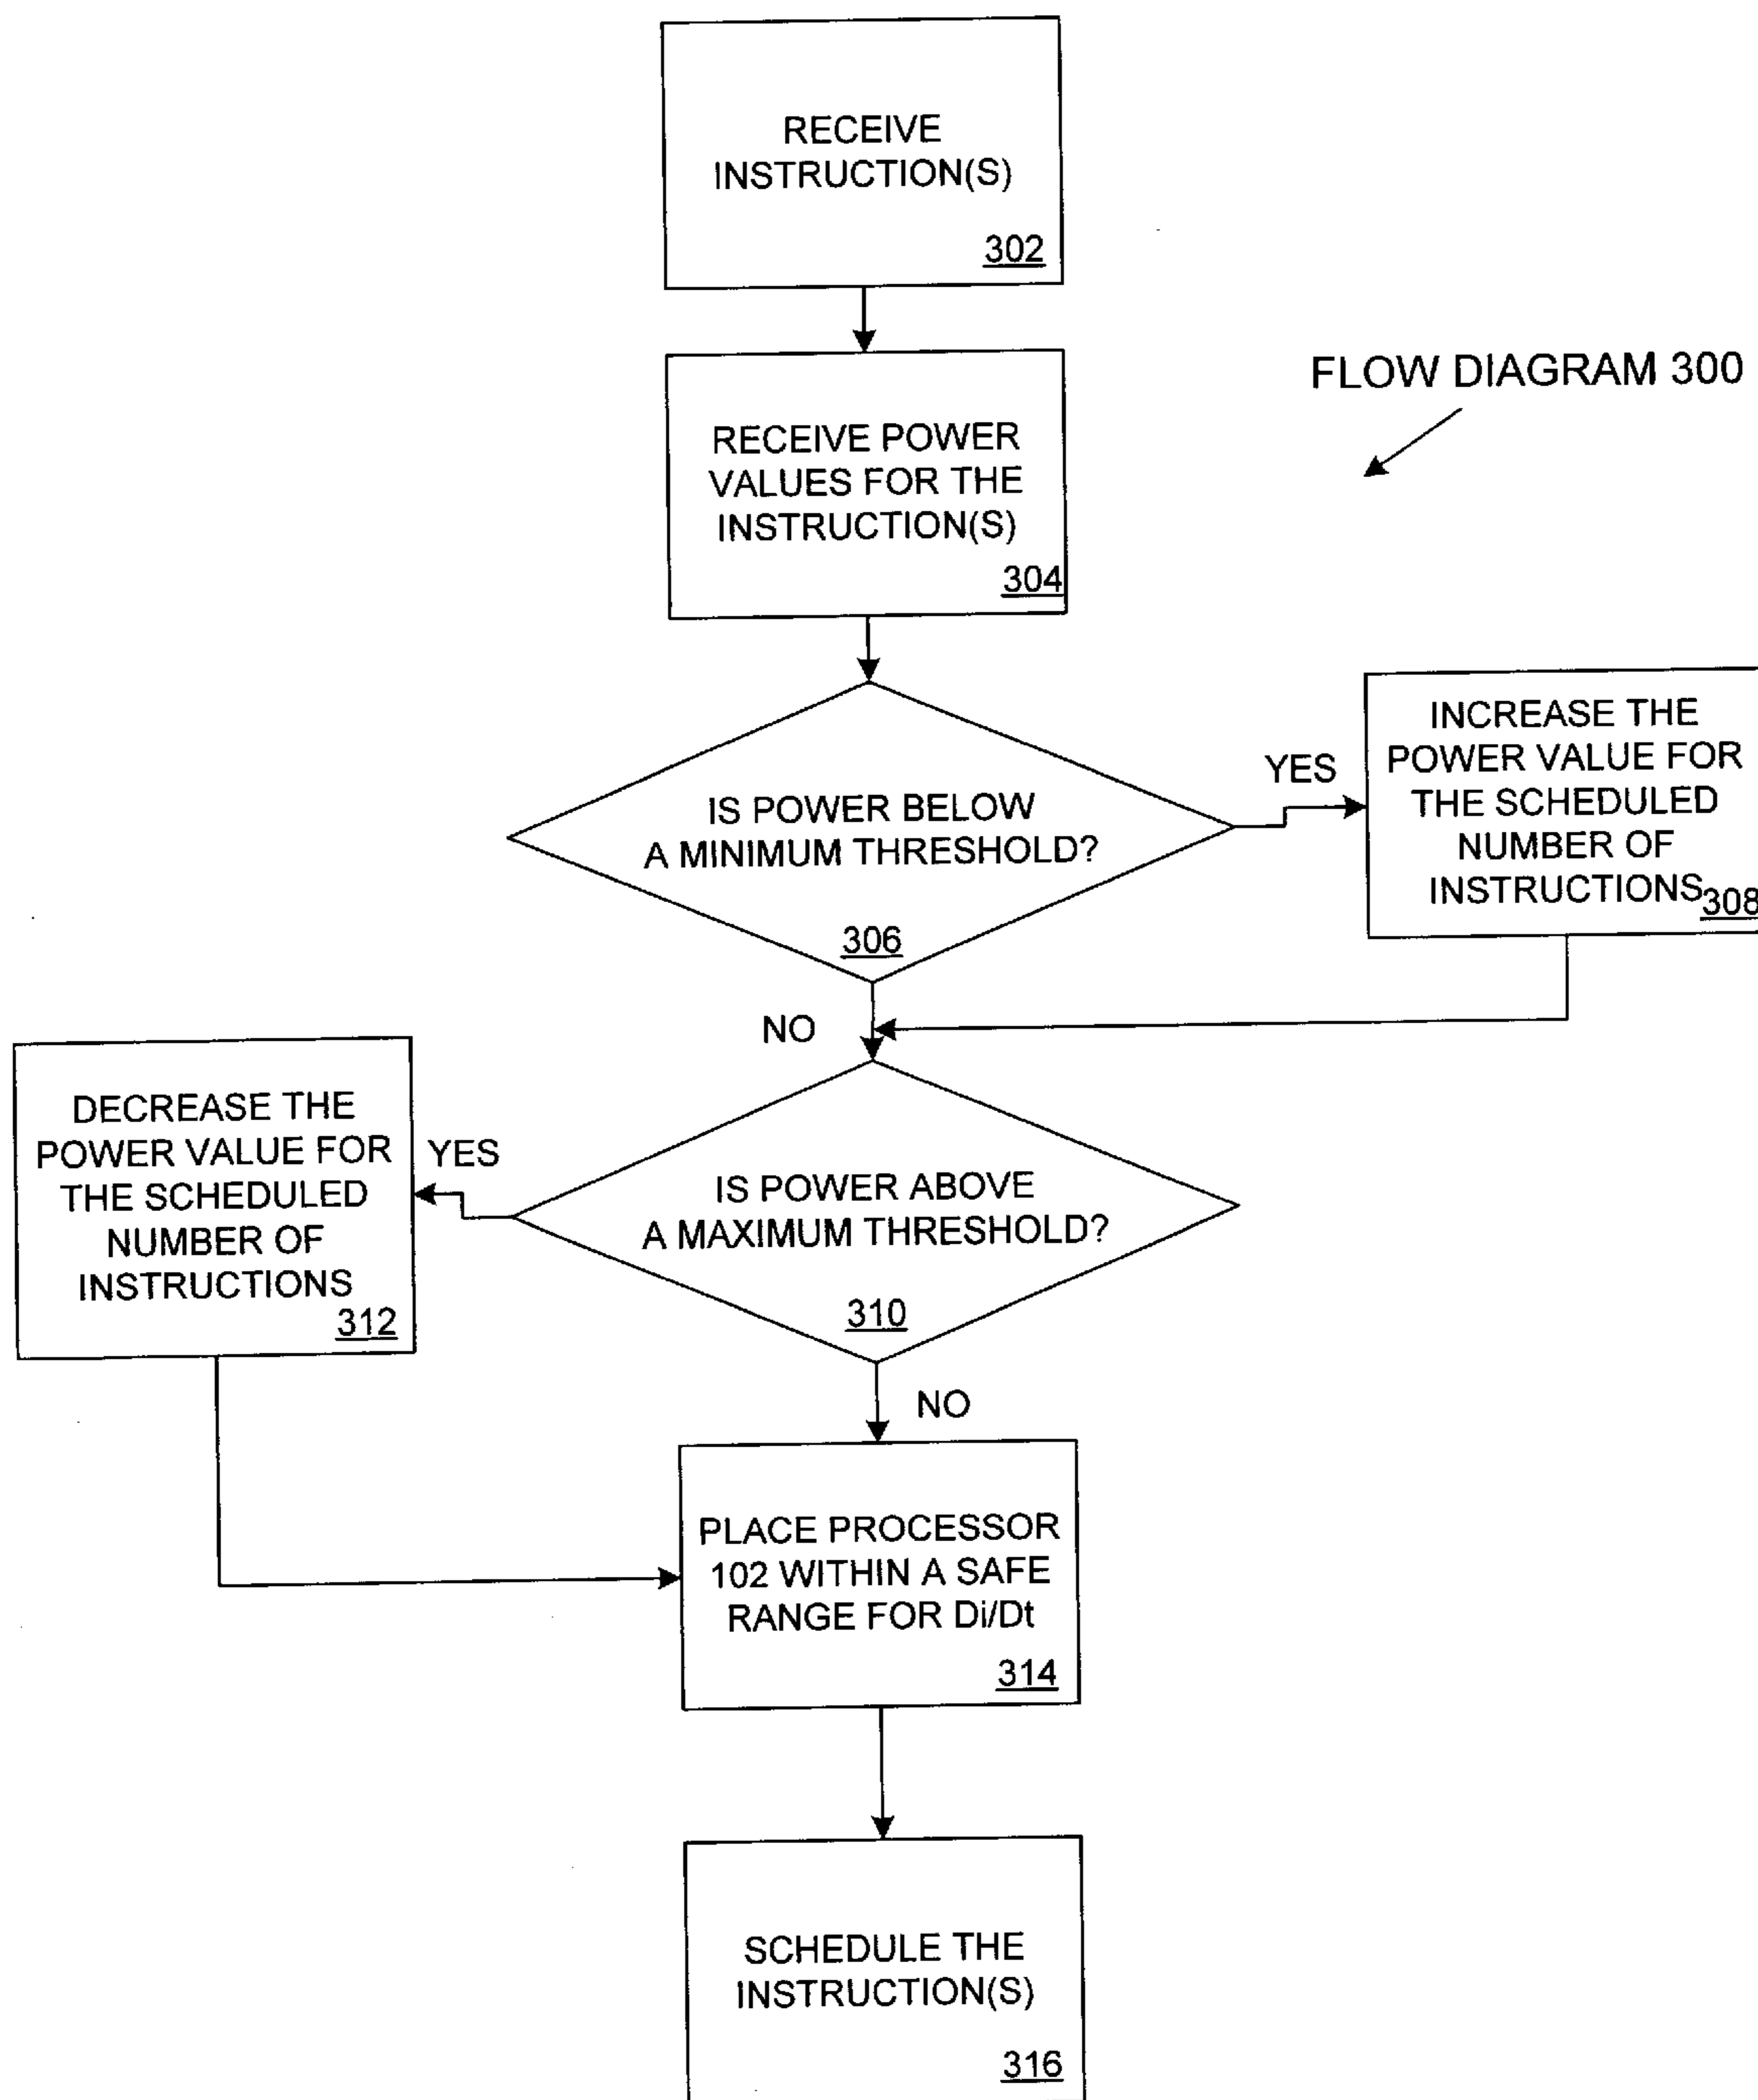 RECEIVE
INSTRUCTION(S)
302
FLOW DIAGRAM 300
RECEIVE POWER
VALUES FOR THE
INSTRUCTION(S)
304
IS POWER BELOW
A MINIMUM THRESHOLD?
306
YES
INCREASE THE
POWER VALUE FOR
THE SCHEDULED
NUMBER OF
INSTRUCTIONS
308
NO
IS POWER ABOVE
A MAXIMUM THRESHOLD?
310
YES
DECREASE THE
POWER VALUE FOR
THE SCHEDULED
NUMBER OF
INSTRUCTIONS
312
NO
PLACE PROCESSOR
102 WITHIN A SAFE
RANGE FOR Di/Dt
314
SCHEDULE THE
INSTRUCTION(S)
316